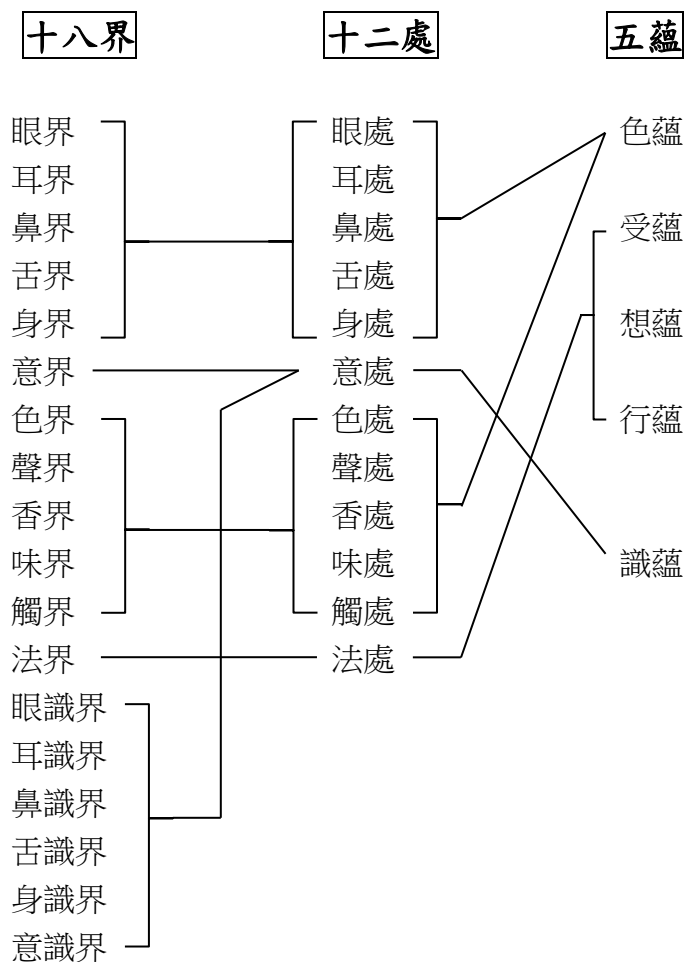 十八界 十二處 五蘊
眼界 眼處 色蘊
耳界 耳處
鼻界 鼻處 受蘊
舌界 舌處
身界 身處 想蘊
意界 意處
色界 色處 行蘊
聲界 聲處
香界 香處
味界 味處 識蘊
觸界 觸處
法界 法處
眼識界
耳識界
鼻識界
舌識界
身識界
意識界